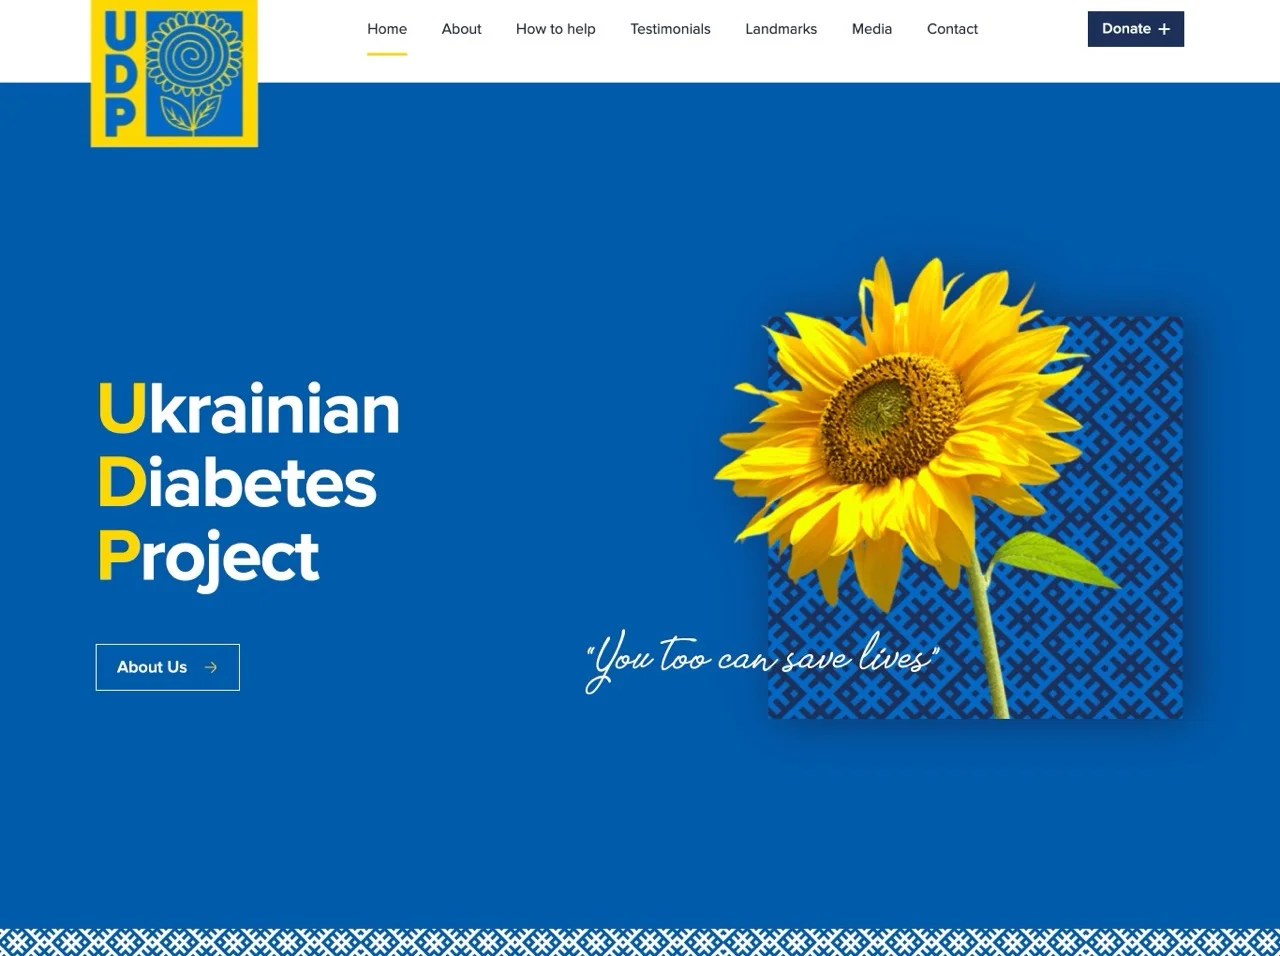 U
D
P
Home
About
How to help
Testimonials
Landmarks
Media
Contact
Donate +
Ukrainian
Diabetes
Project
"You too can save lives"
About Us →